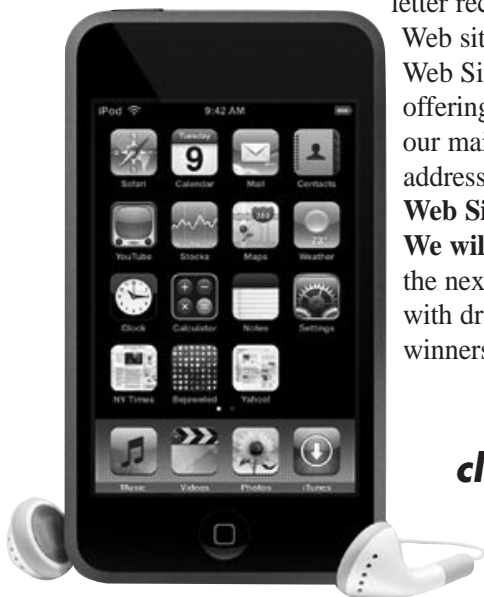 letter rec
Web sit
Web Si
offering
our mai
address
Web Si
We wil
the nex
with dr
winners
cl
iPod 9:42 AM
Tuesday
9
280
73°
Safari Calendar Mail Contacts
YouTube Stocks Maps Weather
Clock Calculator Notes Settings
NY Times Bejeweled Yahoo!
Music Videos Photos iTunes